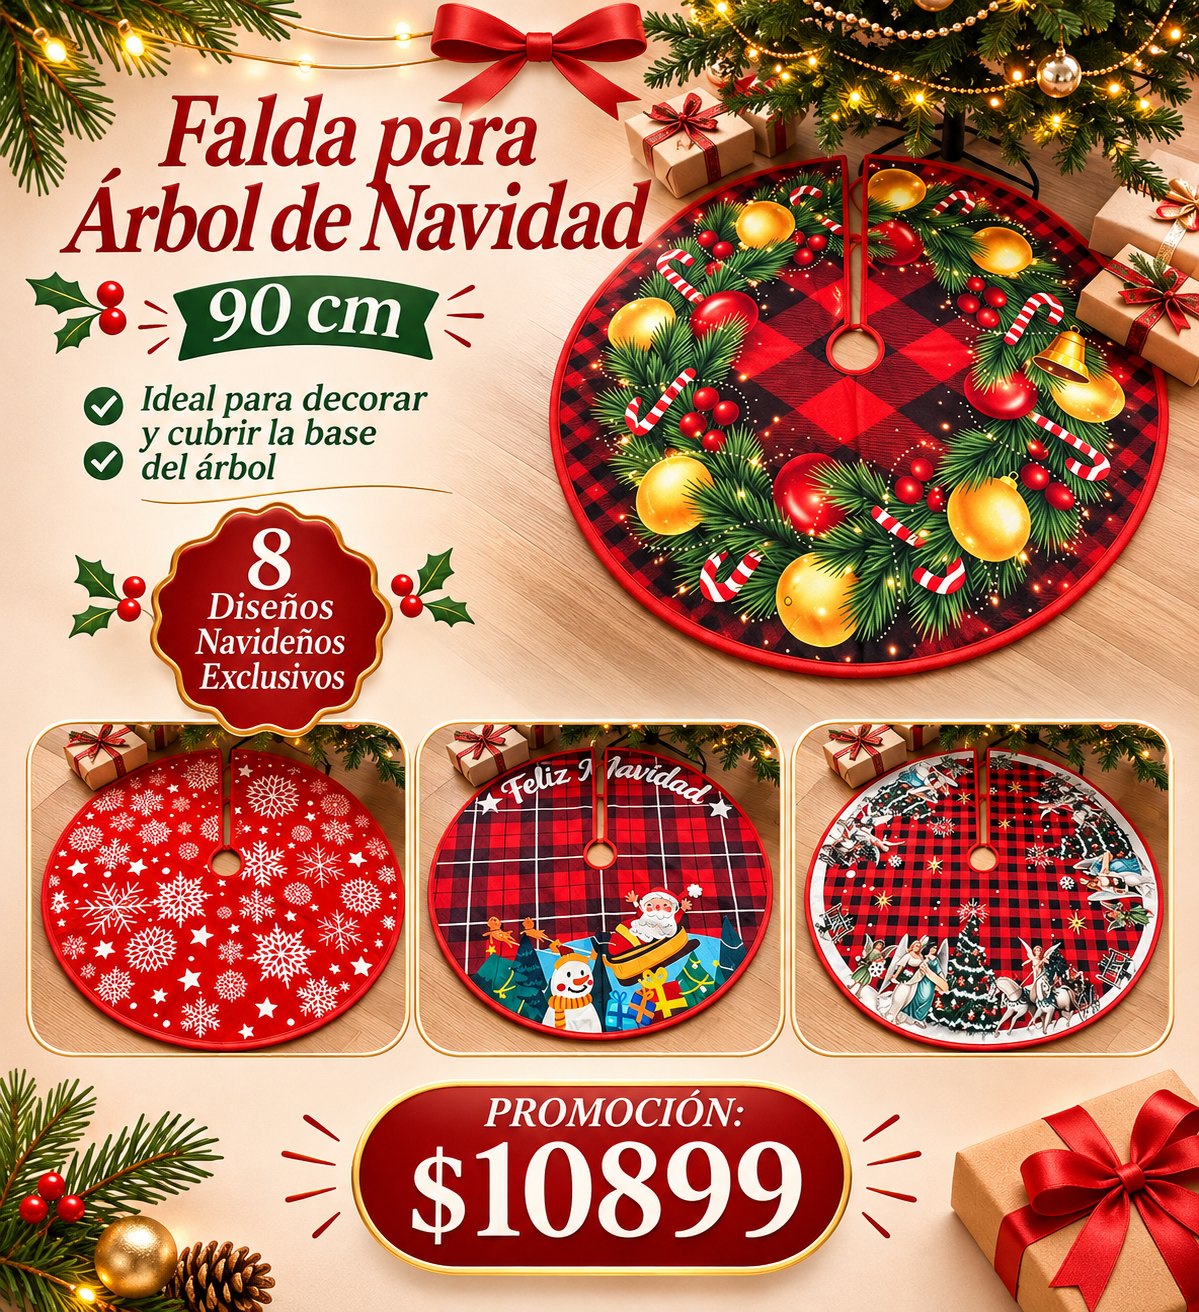 Falda para
Árbol de Navidad
90 cm
Ideal para decorar
y cubrir la base
del árbol
8
Diseños
Navideños
Exclusivos
Feliz Navidad
PROMOCIÓN:
$10899